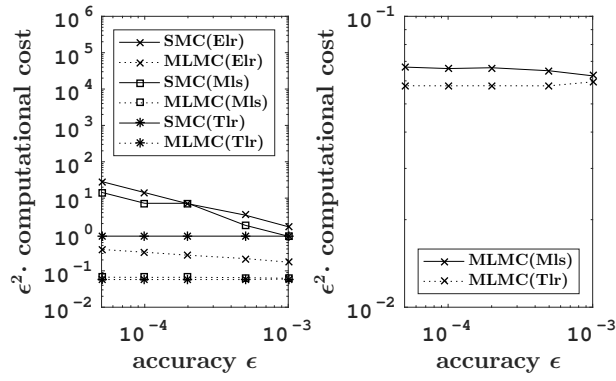 10^6
10^5
10^4
10^3
10^2
10^1
10^0
10^-1
10^-2
ϵ^2· computational cost
SMC(Elr)
MLMC(Elr)
SMC(Mls)
MLMC(Mls)
SMC(Tlr)
MLMC(Tlr)
10^-4
10^-3
accuracy ϵ
10^-1
10^-2
ϵ^2· computational cost
MLMC(Mls)
MLMC(Tlr)
10^-4
10^-3
accuracy ϵ